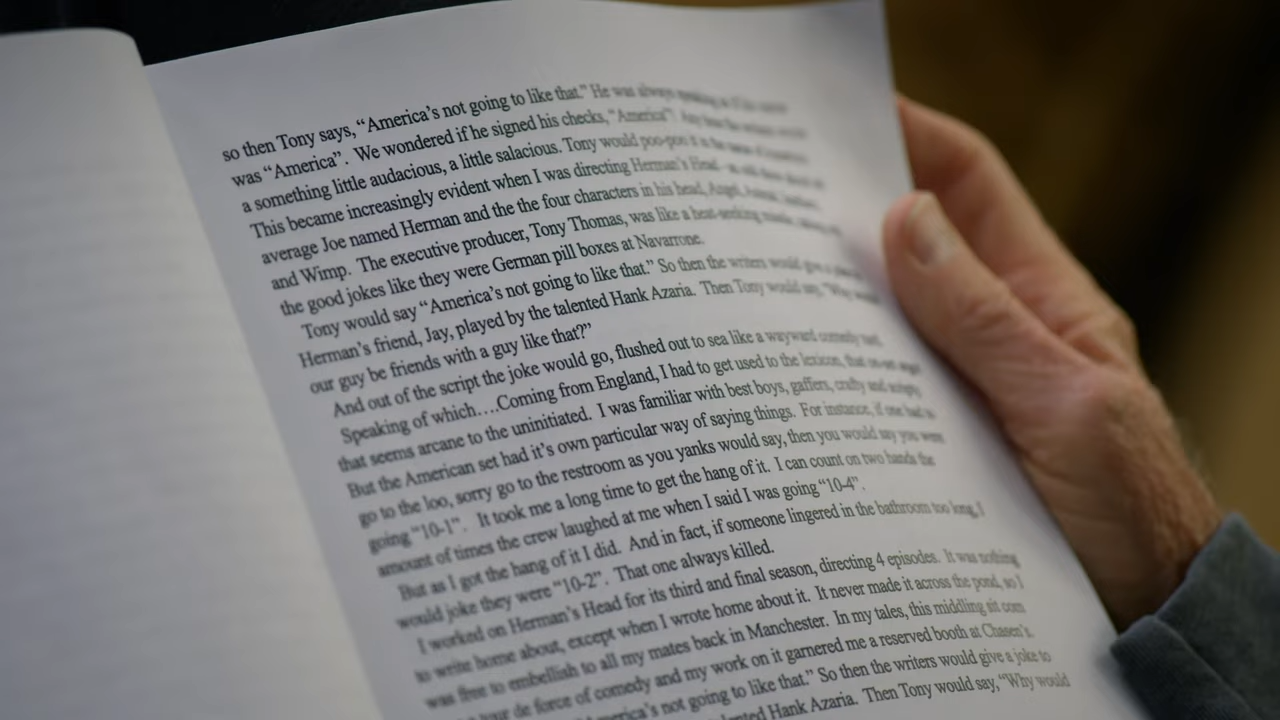 so then Tony says, “America’s not going to like that.” He was always speaking as if he
was “America”. We wondered if he signed his checks, “America”. Any time the writers
a something little audacious, a little salacious. Tony would poo-poo it in the name of
This became increasingly evident when I was directing Herman’s Head
average Joe named Herman and the the four characters in his head, Angel, Animal,
and Wimp. The executive producer, Tony Thomas, was like a heat-seeking missile,
the good jokes like they were German pill boxes at Navarrone.
Tony would say “America’s not going to like that.” So then the writers would give a
Herman’s friend, Jay, played by the talented Hank Azaria. Then Tony would say, “Why
our guy be friends with a guy like that?”
And out of the script the joke would go, flushed out to sea like a wayward comedy
Speaking of which….Coming from England, I had to get used to the lexicon, that on-set
that seems arcane to the uninitiated. I was familiar with best boys, gaffers, crafty and
But the American set had it’s own particular way of saying things. For instance, if one had to
go to the loo, sorry go to the restroom as you yanks would say, then you would say you were
going “10-1”. It took me a long time to get the hang of it. I can count on two hands the
amount of times the crew laughed at me when I said I was going “10-4”.
But as I got the hang of it I did. And in fact, if someone lingered in the bathroom too long, I
would joke they were “10-2”. That one always killed.
I worked on Herman’s Head for its third and final season, directing 4 episodes. It was nothing
to write home about, except when I wrote home about it. It never made it across the pond, so I
was free to embellish to all my mates back in Manchester. In my tales, this middling sit com
tour de force of comedy and my work on it garnered me a reserved booth at Chasen’s.
America’s not going to like that.” So then the writers would give a joke to
talented Hank Azaria. Then Tony would say, “Why would